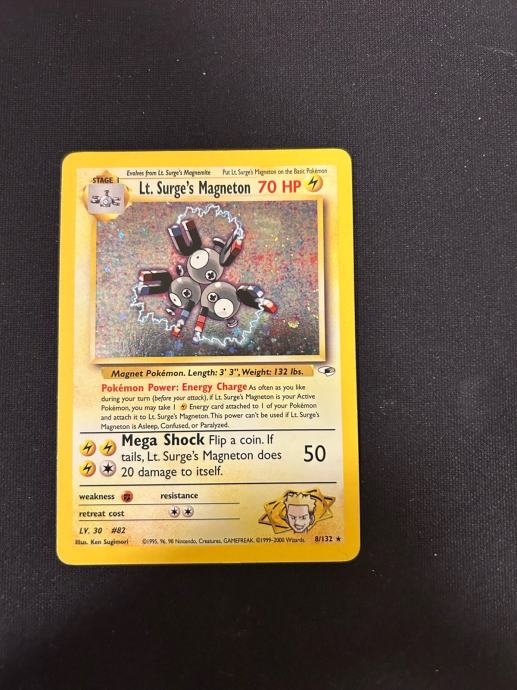 Evolves from Lt. Surge's Magnemite Put Lt. Surge's Magneton on the Basic Pokémon
STAGE 1
Lt. Surge's Magneton 70 HP
Magnet Pokémon. Length: 3' 3", Weight: 132 lbs.
Pokémon Power: Energy Charge As often as you like
during your turn (before your attack), if Lt. Surge's Magneton is your Active
Pokémon, you may take 1 Energy card attached to 1 of your Pokémon
and attach it to Lt. Surge's Magneton. This power can't be used if Lt. Surge's
Magneton is Asleep, Confused, or Paralyzed.
Mega Shock Flip a coin. If
tails, Lt. Surge's Magneton does
20 damage to itself.
50
weakness resistance
retreat cost
LV. 30 #82
Illus. Ken Sugimori ©1995, 96, 98 Nintendo, Creatures, GAMEFREAK. ©1999-2000 Wizards. 8/132 ★